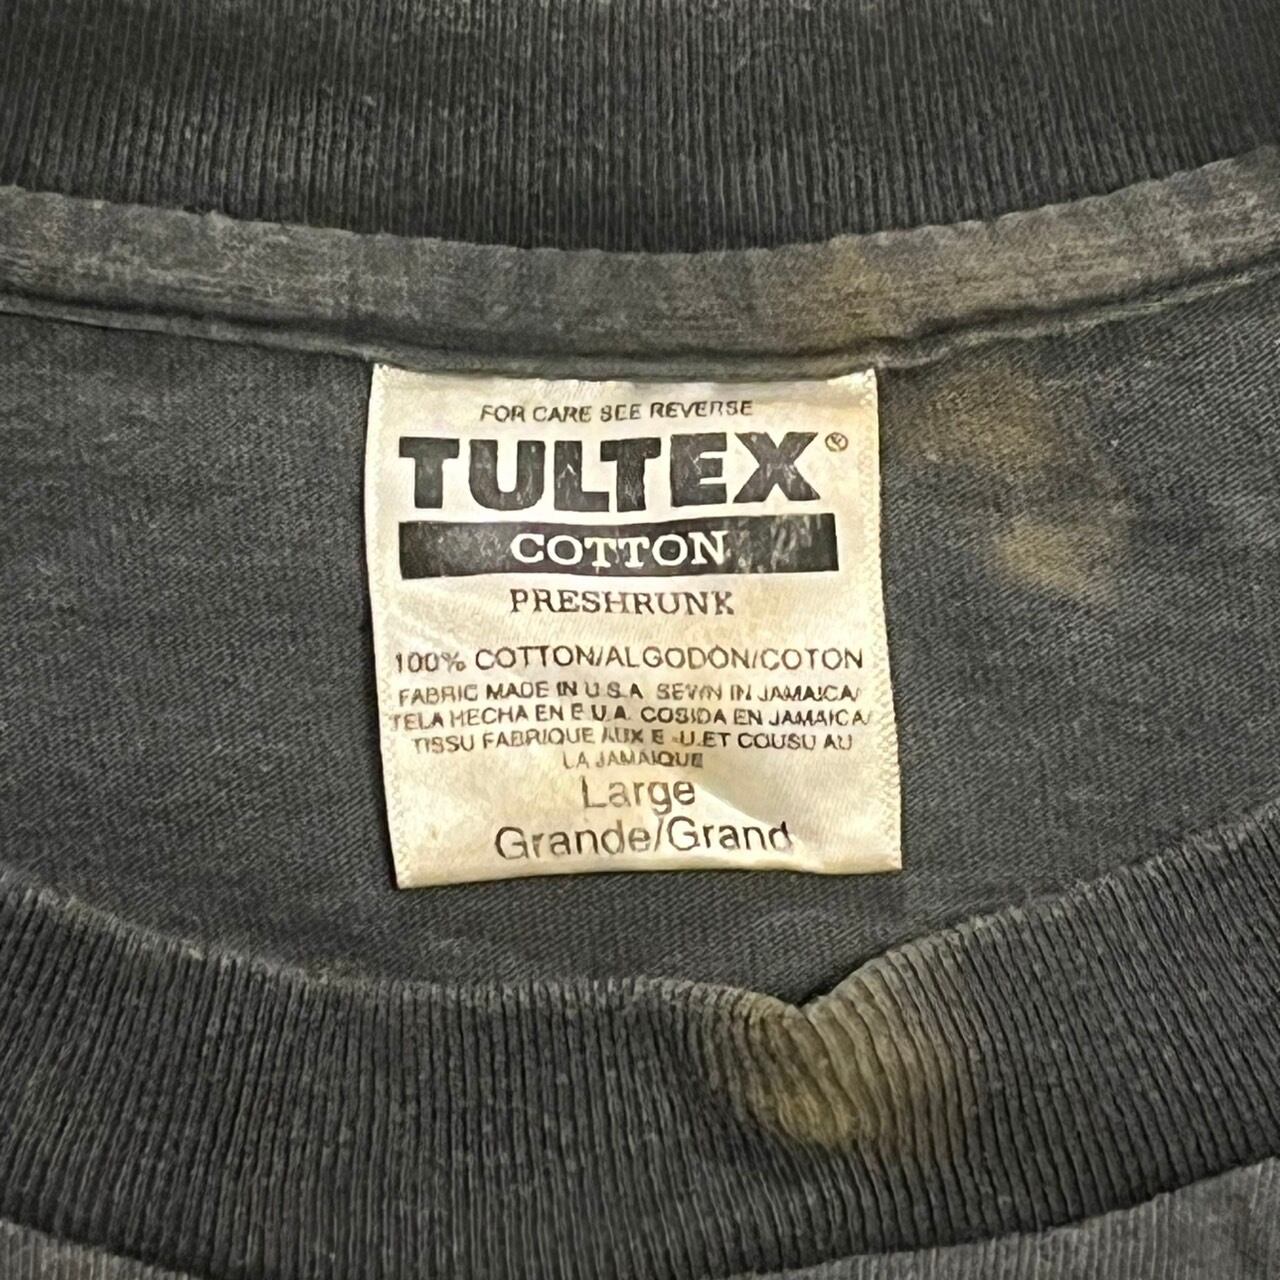 FOR CARE SEE REVERSE
TULTEX®
COTTON
PRESHRUNK
100% COTTON/ALGODON/COTON
FABRIC MADE IN U.S.A. SEWN IN JAMAICA/
TELA HECHA EN E.U.A. COSIDA EN JAMAICA/
TISSU FABRIQUE AUX E.-U.ET COUSU AU
LA JAMAIQUE
Large
Grande/Grand